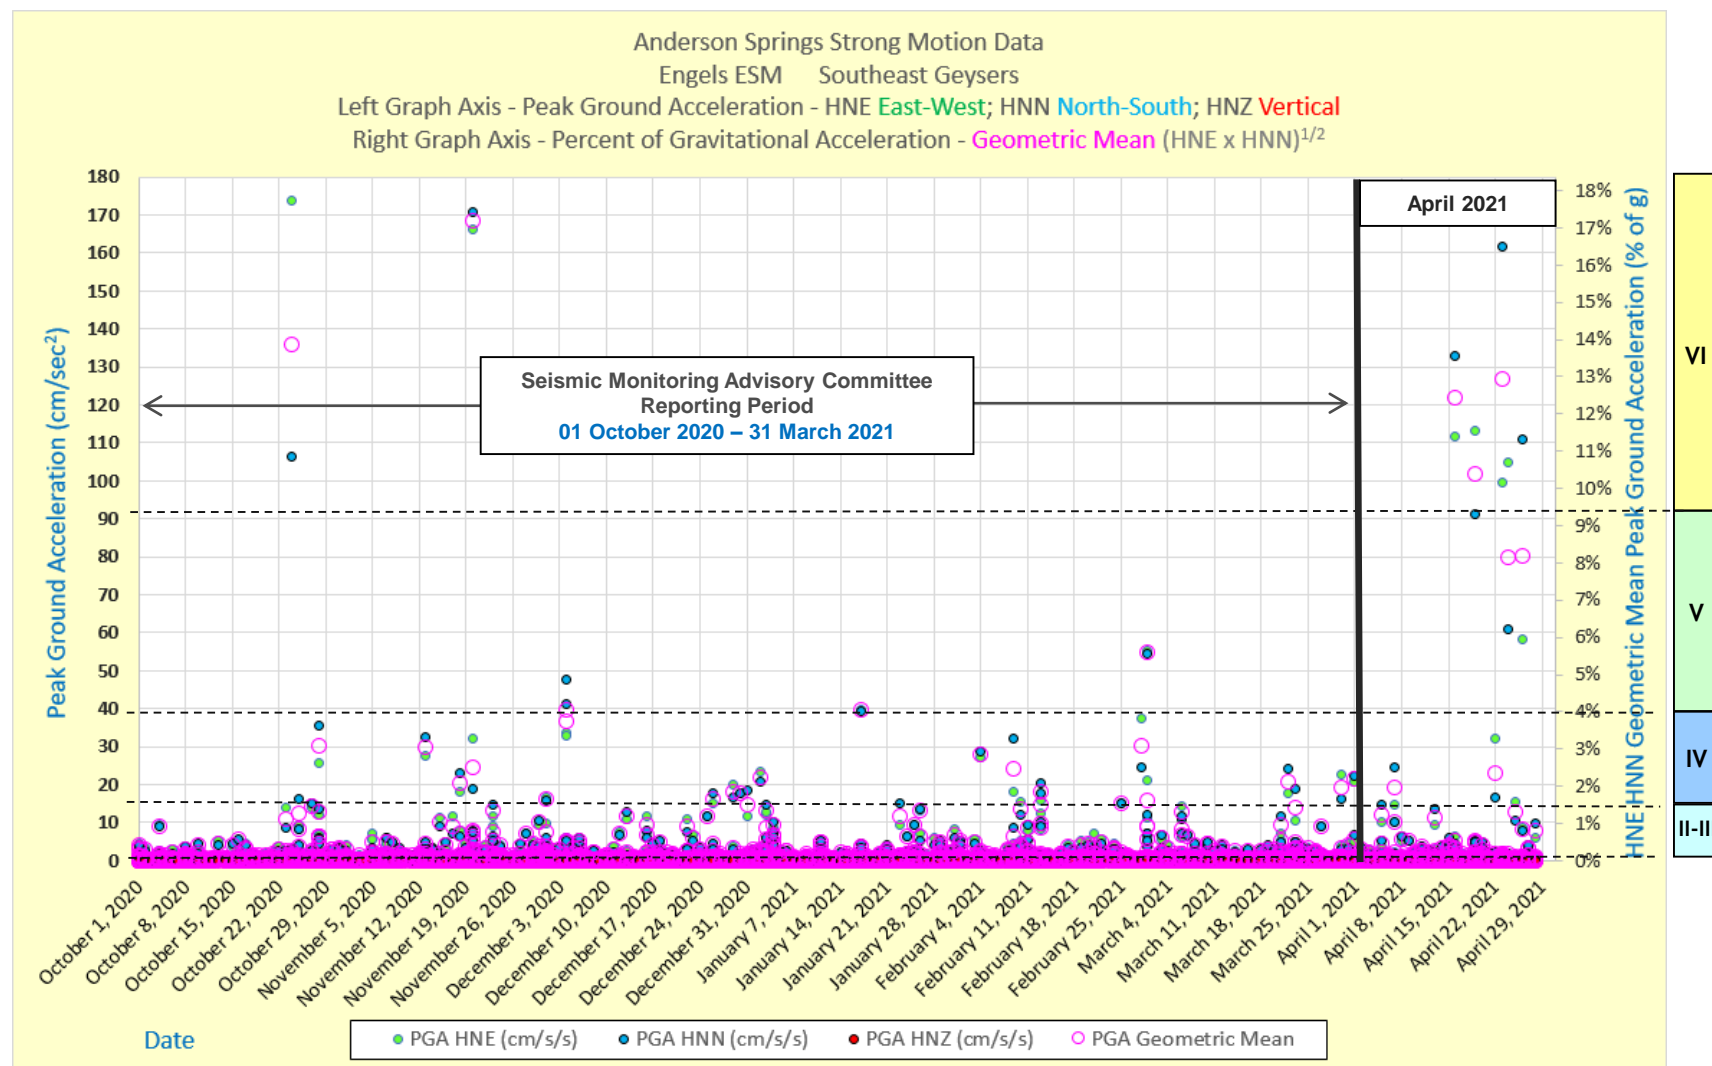 Anderson Springs Strong Motion Data
Engels ESM Southeast Geysers
Left Graph Axis - Peak Ground Acceleration - HNE East-West; HNN North-South; HNZ Vertical
Right Graph Axis - Percent of Gravitational Acceleration - Geometric Mean (HNE x HNN)1/2
180
170
160
150
140
130
120
110
100
90
80
70
60
50
40
30
20
10
0
Peak Ground Acceleration (cm/sec2)
April 2021
Seismic Monitoring Advisory Committee
Reporting Period
01 October 2020 – 31 March 2021
18%
17%
16%
15%
14%
13%
12%
11%
10%
9%
8%
7%
6%
5%
4%
3%
2%
1%
0%
HNE HNN Geometric Mean Peak Ground Acceleration (% of g)
VI
V
IV
II-II
October 1, 2020
October 8, 2020
October 15, 2020
October 22, 2020
October 29, 2020
November 5, 2020
November 12, 2020
November 19, 2020
November 26, 2020
December 3, 2020
December 10, 2020
December 17, 2020
December 24, 2020
December 31, 2020
January 7, 2021
January 14, 2021
January 21, 2021
January 28, 2021
February 4, 2021
February 11, 2021
February 18, 2021
February 25, 2021
March 4, 2021
March 11, 2021
March 18, 2021
March 25, 2021
April 1, 2021
April 8, 2021
April 15, 2021
April 22, 2021
April 29, 2021
Date
PGA HNE (cm/s/s) PGA HNN (cm/s/s) PGA HNZ (cm/s/s) PGA Geometric Mean